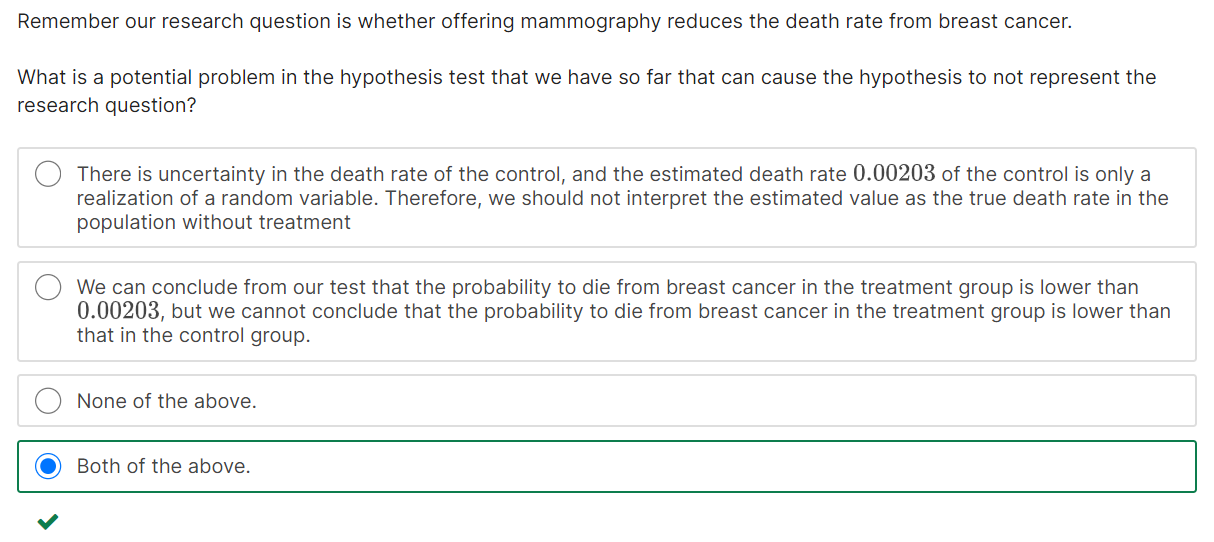 Remember our research question is whether offering mammography reduces the death rate from breast cancer.
What is a potential problem in the hypothesis test that we have so far that can cause the hypothesis to not represent the
research question?
There is uncertainty in the death rate of the control, and the estimated death rate 0.00203 of the control is only a
realization of a random variable. Therefore, we should not interpret the estimated value as the true death rate in the
population without treatment
We can conclude from our test that the probability to die from breast cancer in the treatment group is lower than
0.00203, but we cannot conclude that the probability to die from breast cancer in the treatment group is lower than
that in the control group.
None of the above.
Both of the above.